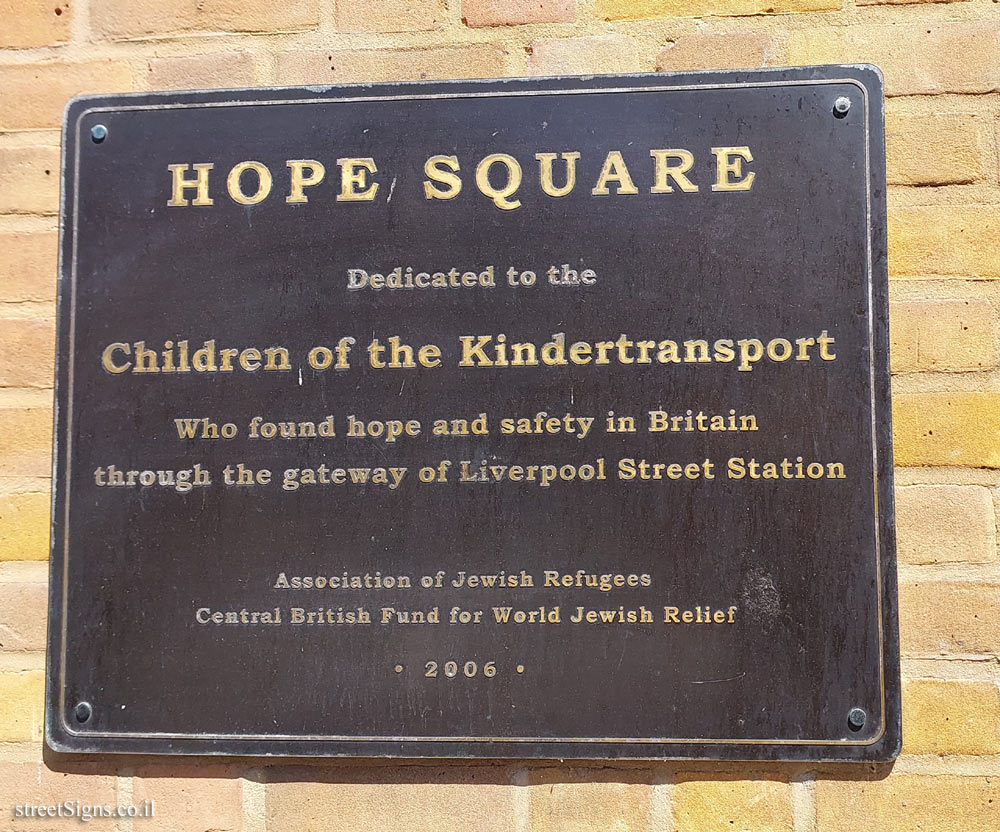 HOPE SQUARE
Dedicated to the
Children of the Kindertransport
Who found hope and safety in Britain
through the gateway of Liverpool Street Station
Association of Jewish Refugees
Central British Fund for World Jewish Relief
• 2006 •
streetSigns.co.il